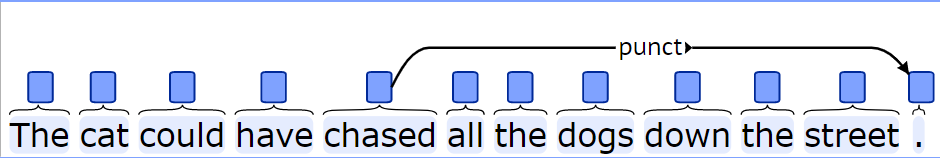 punct
The cat could have chased all the dogs down the street .